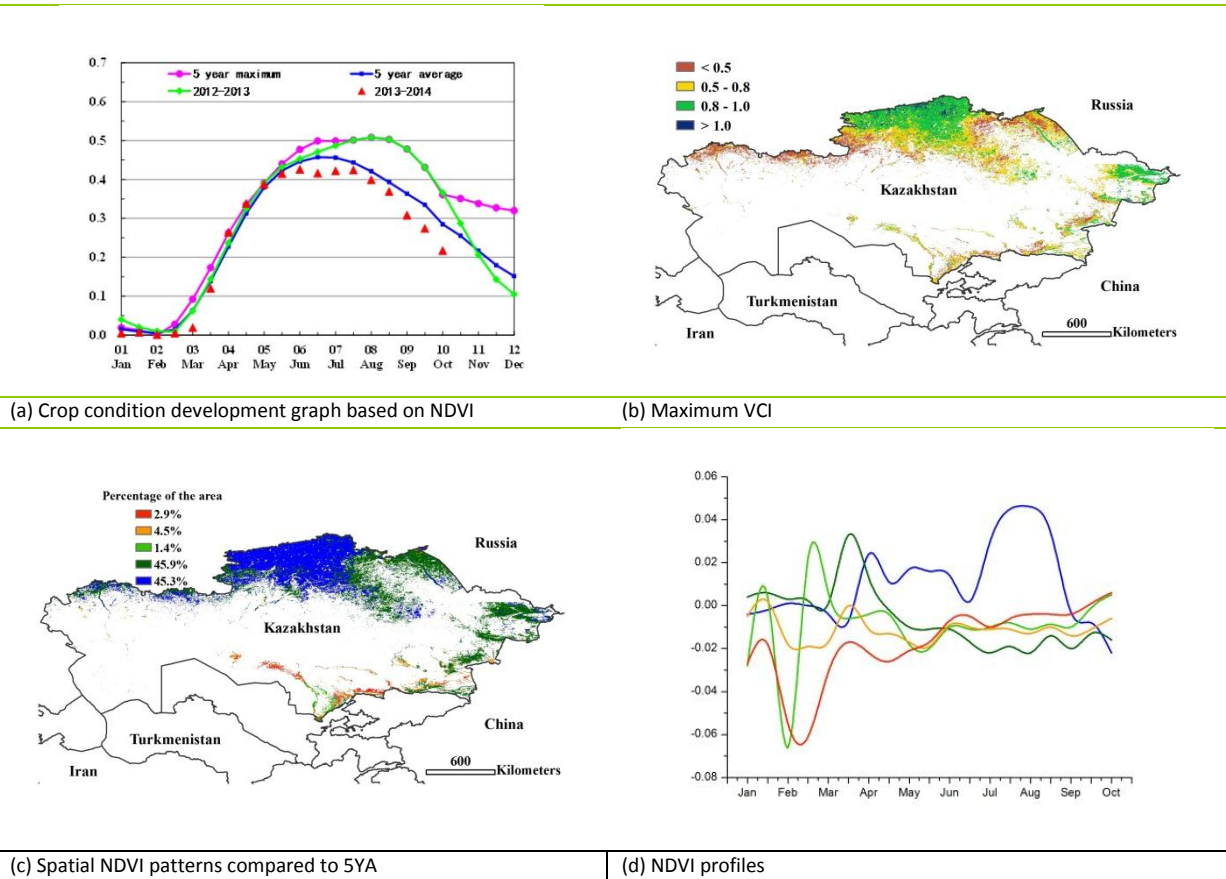 0.7
0.6
0.5
0.4
0.3
0.2
0.1
0.0
5 year maximum
5 year average
2012-2013
2013-2014
01 02 03 04 05 06 07 08 09 10 11 12
Jan Feb Mar Apr May Jun Jul Aug Sep Oct Nov Dec
< 0.5
0.5 - 0.8
0.8 - 1.0
> 1.0
Russia
Kazakhstan
China
Turkmenistan
Iran
600
Kilometers
(a) Crop condition development graph based on NDVI
(b) Maximum VCI
Percentage of the area
2.9%
4.5%
1.4%
45.9%
45.3%
Russia
Kazakhstan
China
Turkmenistan
Iran
600
Kilometers
0.06
0.04
0.02
0.00
-0.02
-0.04
-0.06
-0.08
Jan Feb Mar Apr May Jun Jul Aug Sep Oct
(c) Spatial NDVI patterns compared to 5YA
(d) NDVI profiles